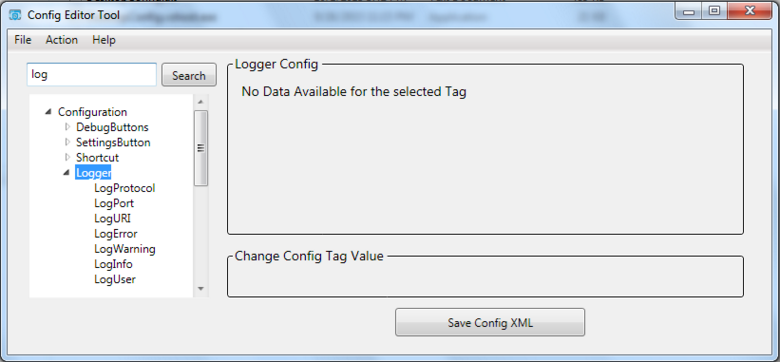 Config Editor Tool
File Action Help
log Search
Logger Config
No Data Available for the selected Tag
Configuration
DebugButtons
SettingsButton
Shortcut
Logger
LogProtocol
LogPort
LogURI
LogError
LogWarning
LogInfo
LogUser
Change Config Tag Value
Save Config XML